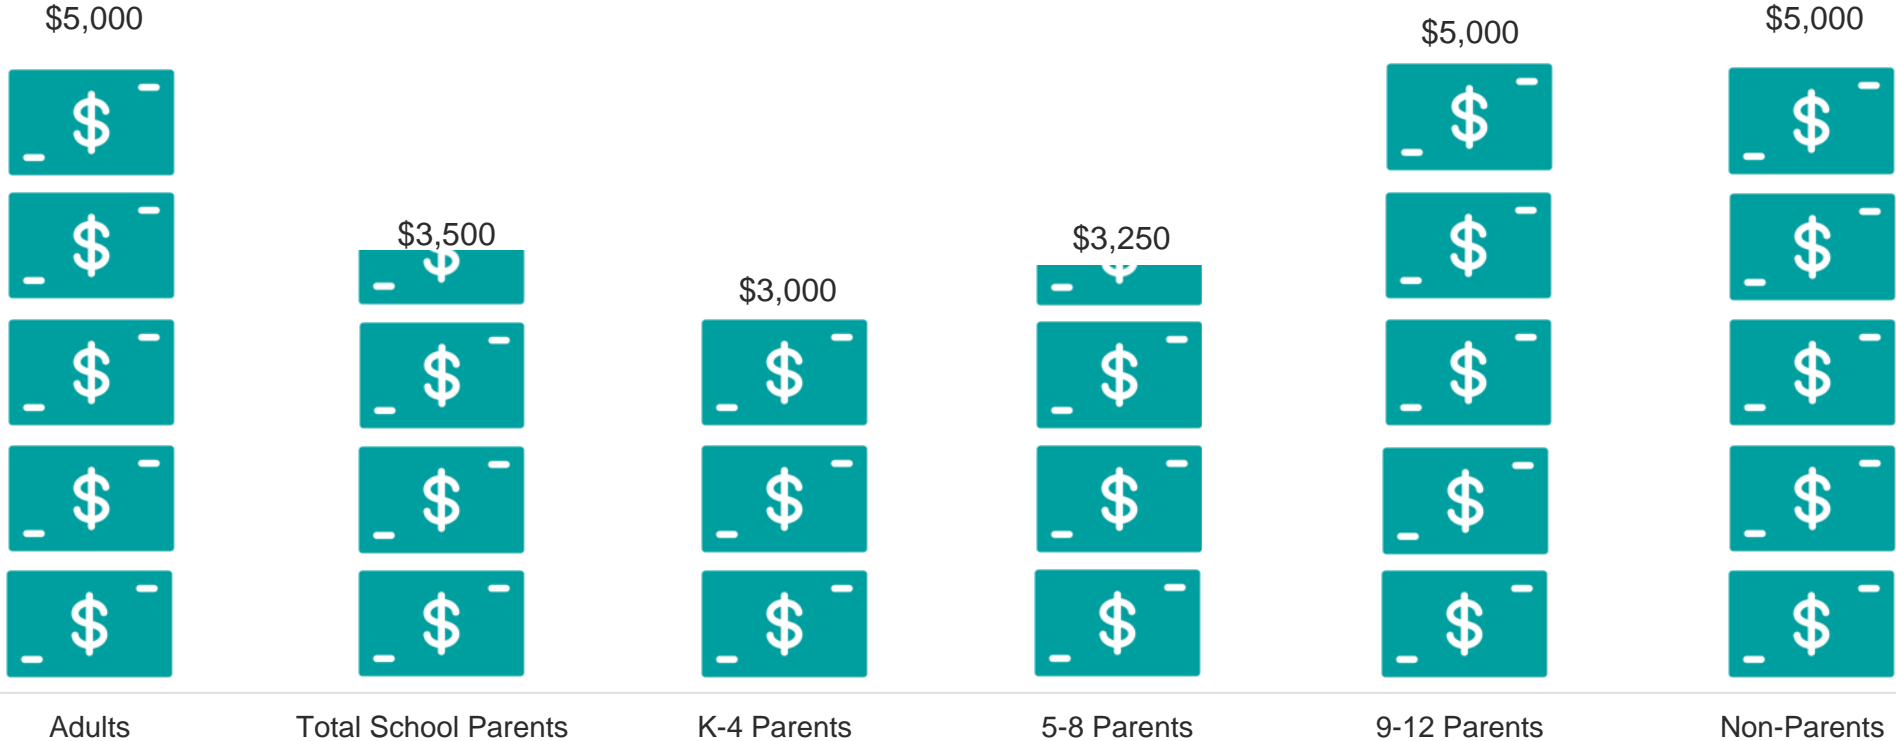 $5,000
$3,500
$3,000
$3,250
$5,000
$5,000
Adults
Total School Parents
K-4 Parents
5-8 Parents
9-12 Parents
Non-Parents